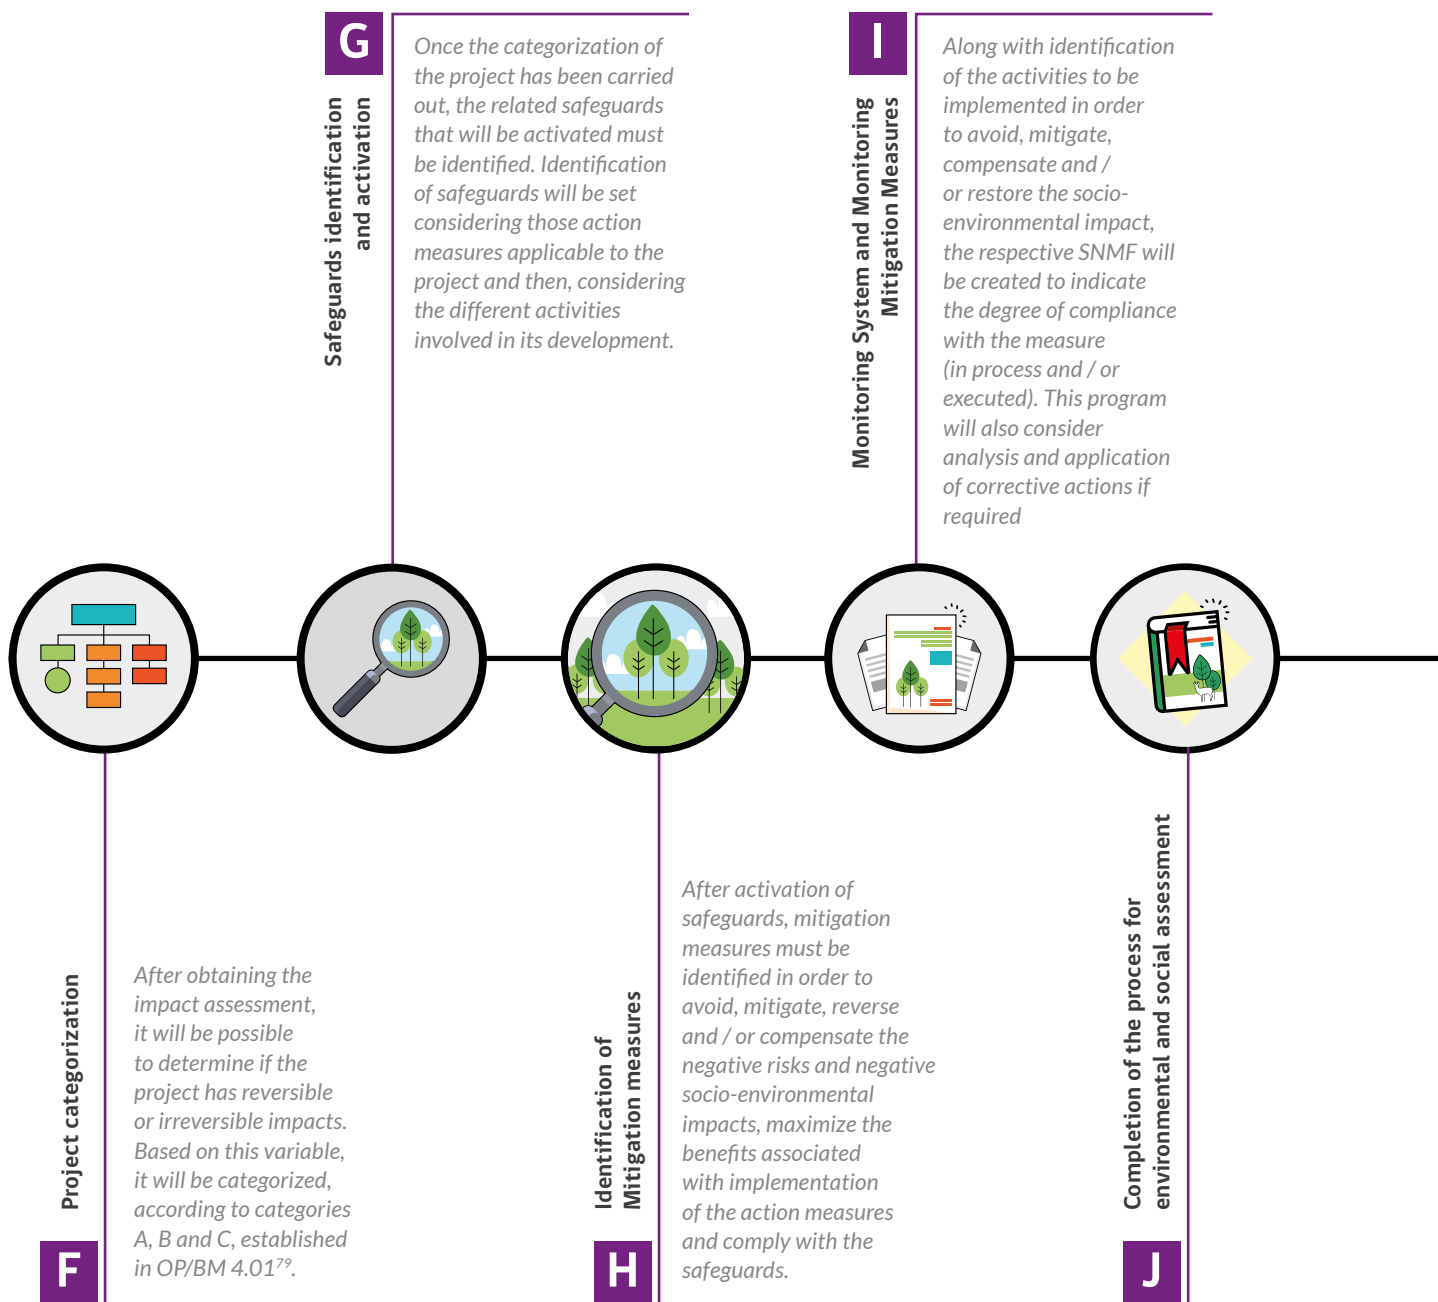 G
Safeguards identification
and activation
Once the categorization of
the project has been carried
out, the related safeguards
that will be activated must
be identified. Identification
of safeguards will be set
considering those action
measures applicable to the
project and then, considering
the different activities
involved in its development.
I
Monitoring System and Monitoring
Mitigation Measures
Along with identification
of the activities to be
implemented in order
to avoid, mitigate,
compensate and /
or restore the socio-
environmental impact,
the respective SNMF will
be created to indicate
the degree of compliance
with the measure
(in process and / or
executed). This program
will also consider
analysis and application
of corrective actions if
required
F
Project categorization
After obtaining the
impact assessment,
it will be possible
to determine if the
project has reversible
or irreversible impacts.
Based on this variable,
it will be categorized,
according to categories
A, B and C, established
in OP/BM 4.01⁷⁹.
H
Identification of
Mitigation measures
After activation of
safeguards, mitigation
measures must be
identified in order to
avoid, mitigate, reverse
and / or compensate the
negative risks and negative
socio-environmental
impacts, maximize the
benefits associated
with implementation
of the action measures
and comply with the
safeguards.
J
Completion of the process for
environmental and social assessment